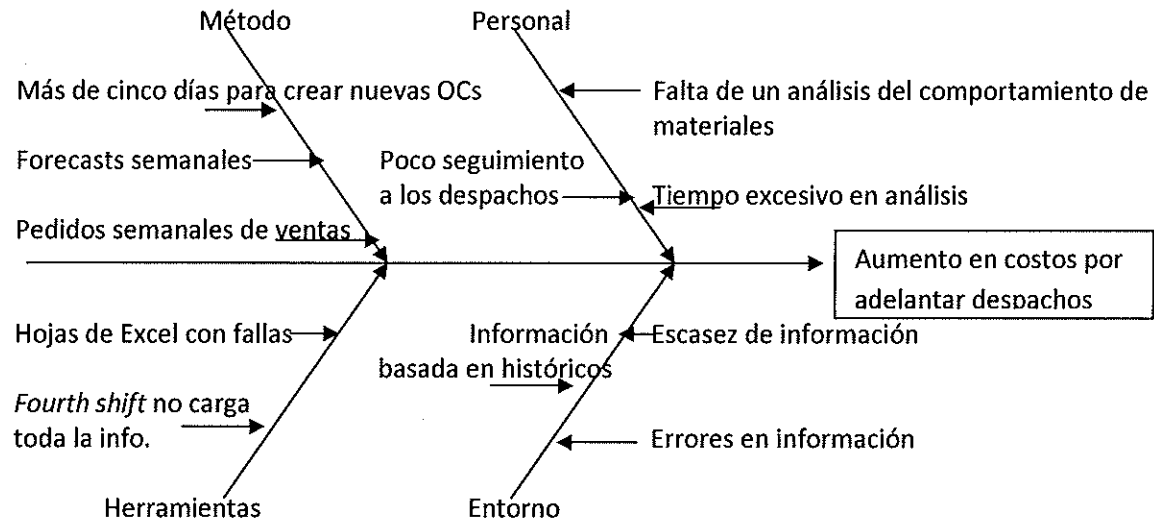 Método
Personal
Más de cinco días para crear nuevas OCs
Falta de un análisis del comportamiento de
materiales
Forecasts semanales
Poco seguimiento
a los despachos
Tiempo excesivo en análisis
Pedidos semanales de ventas
Aumento en costos por
adelantar despachos
Hojas de Excel con fallas
Información
basada en históricos
Escasez de información
Fourth shift no carga
toda la info.
Errores en información
Herramientas
Entorno